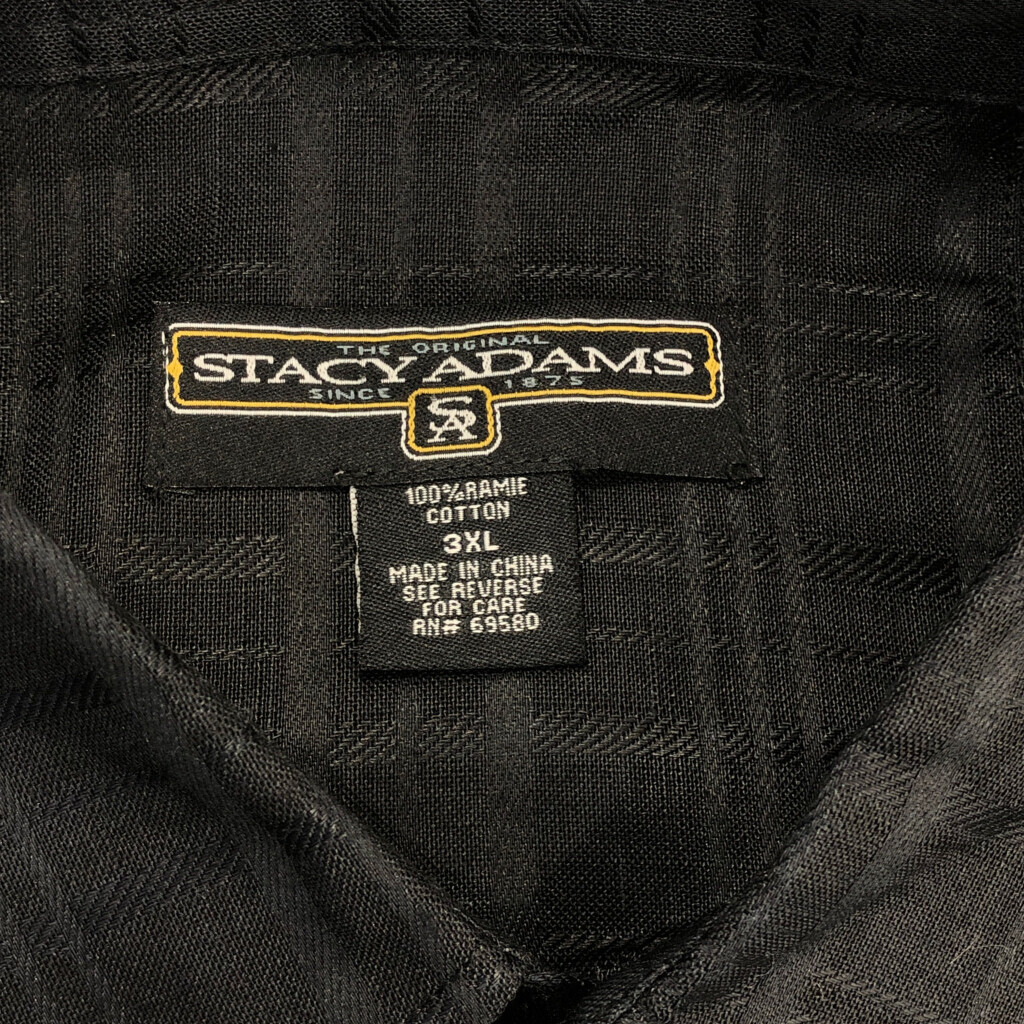 THE ORIGINAL
STACY ADAMS
SINCE 1875
SA
100%RAMIE
COTTON
3XL
MADE IN CHINA
SEE REVERSE
FOR CARE
RN# 69580